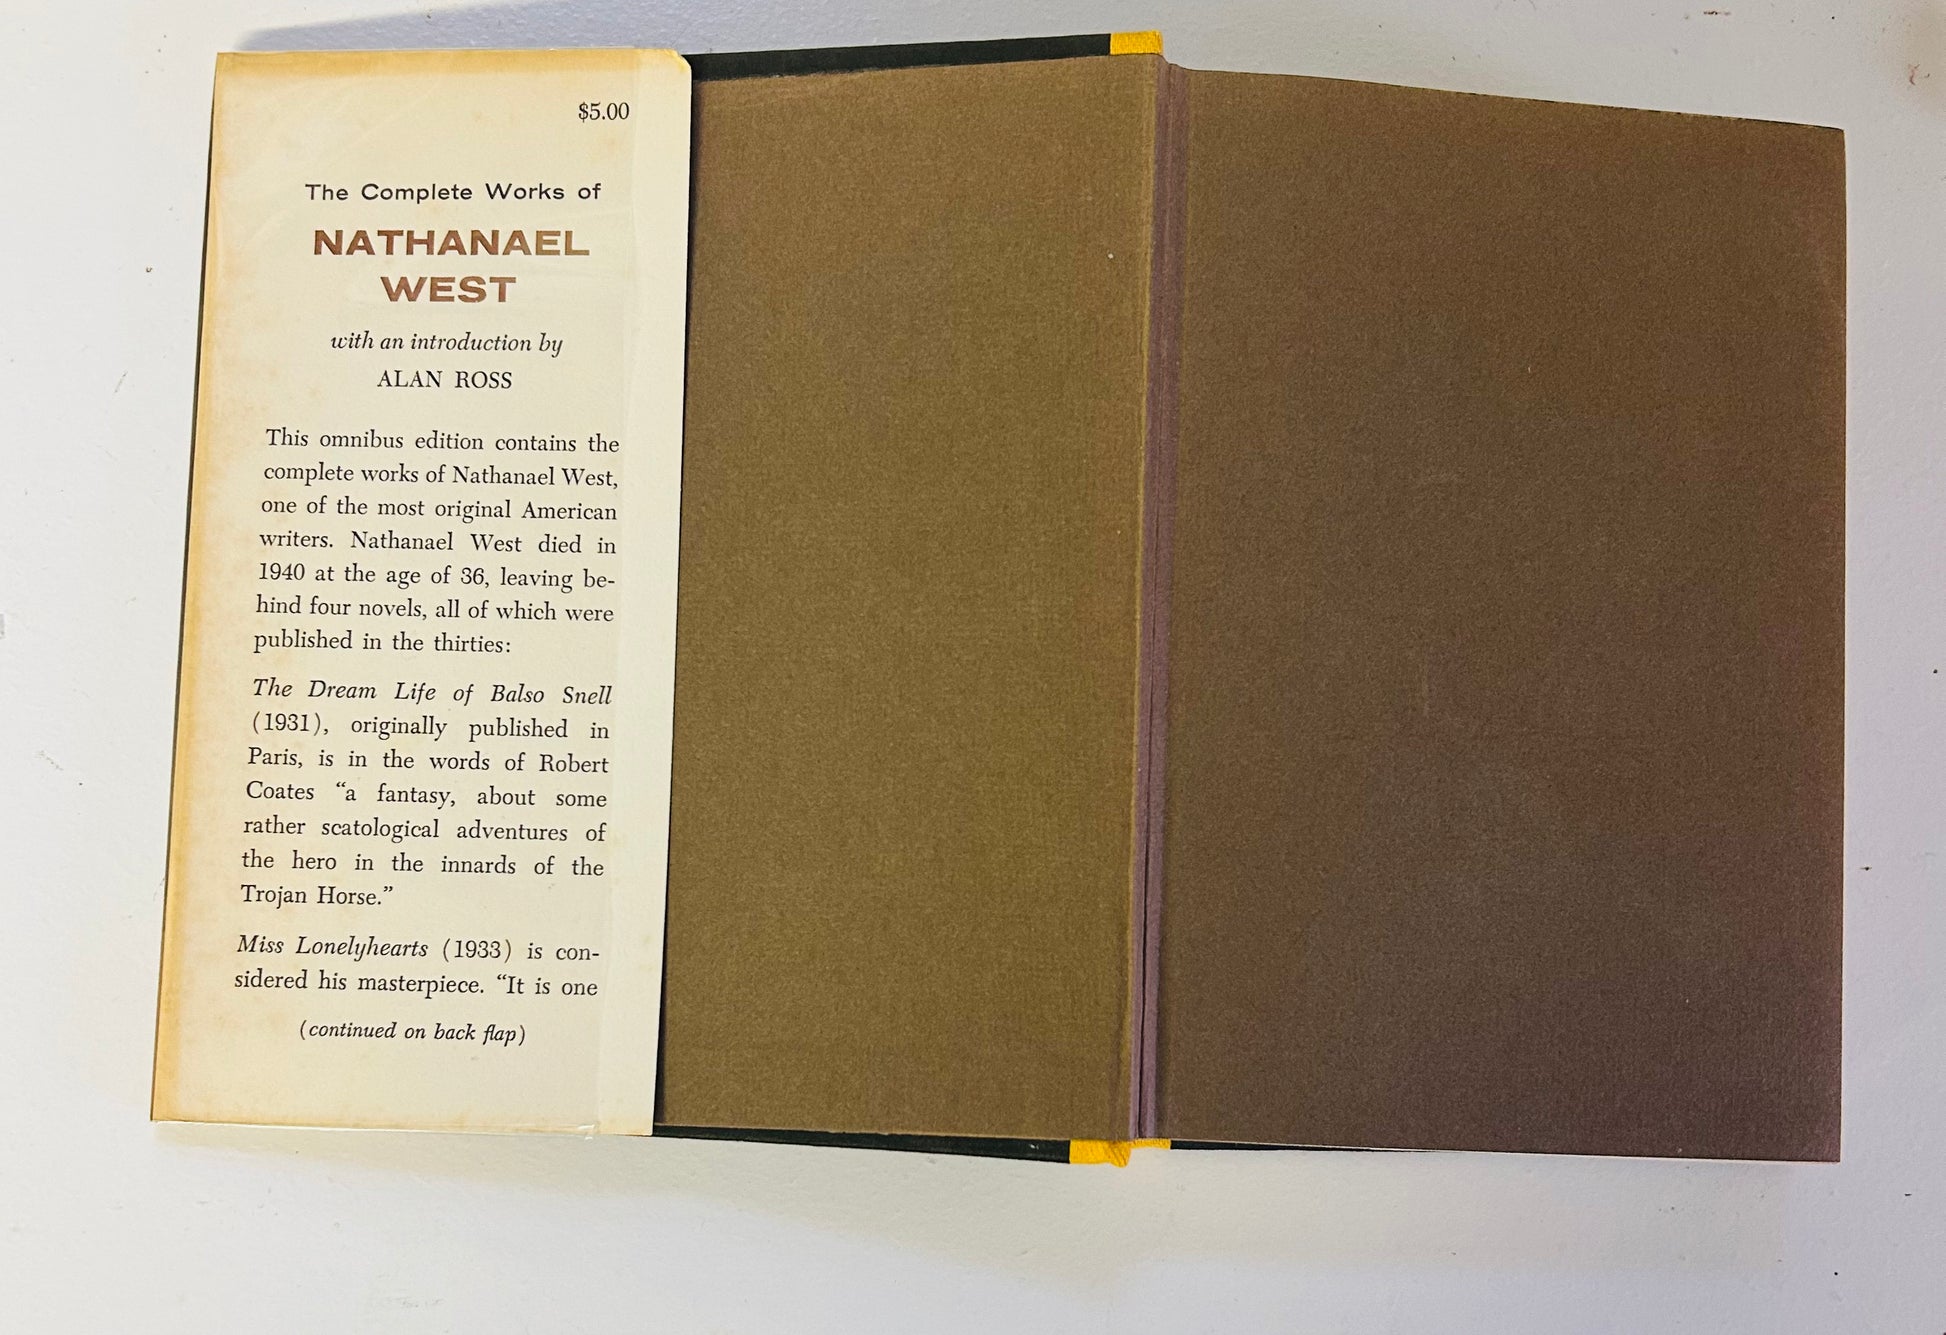 $5.00
The Complete Works of
NATHANAEL
WEST
with an introduction by
ALAN ROSS
This omnibus edition contains the
complete works of Nathanael West,
one of the most original American
writers. Nathanael West died in
1940 at the age of 36, leaving be-
hind four novels, all of which were
published in the thirties:
The Dream Life of Balso Snell
(1931), originally published in
Paris, is in the words of Robert
Coates “a fantasy, about some
rather scatological adventures of
the hero in the innards of the
Trojan Horse.”
Miss Lonelyhearts (1933) is con-
sidered his masterpiece. “It is one
(continued on back flap)